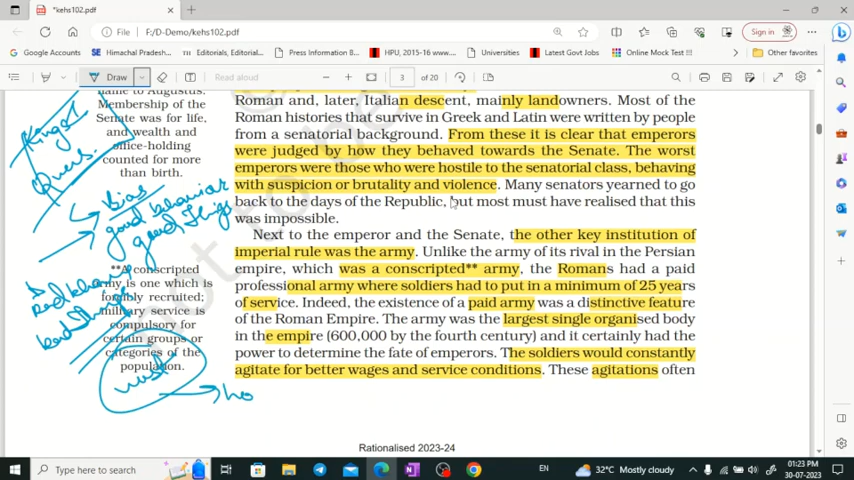 *kehs102.pdf
File
F:/D-Demo/kehs102.pdf
Sign in
Google Accounts
Himachal Pradesh...
Editorials, Editorial...
Press Information B...
HPU, 2015-16 www....
Universities
Latest Govt Jobs
Online Mock Test !!!
Other favorites
Draw
Read aloud
3 of 20
name to Augustus.
Membership of the
Senate was for life,
and wealth and
office-holding
counted for more
than birth.
Kings
Bias
good behaviour
good things
**A conscripted
army is one which is
forcibly recruited;
military service is
compulsory for
certain groups or
categories of the
population.
bad things
must
Roman and, later, Italian descent, mainly landowners. Most of the
Roman histories that survive in Greek and Latin were written by people
from a senatorial background. From these it is clear that emperors
were judged by how they behaved towards the Senate. The worst
emperors were those who were hostile to the senatorial class, behaving
with suspicion or brutality and violence. Many senators yearned to go
back to the days of the Republic, but most must have realised that this
was impossible.
Next to the emperor and the Senate, the other key institution of
imperial rule was the army. Unlike the army of its rival in the Persian
empire, which was a conscripted** army, the Romans had a paid
professional army where soldiers had to put in a minimum of 25 years
of service. Indeed, the existence of a paid army was a distinctive feature
of the Roman Empire. The army was the largest single organised body
in the empire (600,000 by the fourth century) and it certainly had the
power to determine the fate of emperors. The soldiers would constantly
agitate for better wages and service conditions. These agitations often
Rationalised 2023-24
Type here to search
EN
32°C Mostly cloudy
01:23 PM
30-07-2023